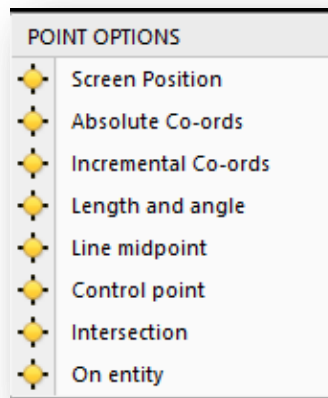 POINT OPTIONS
Screen Position
Absolute Co-ords
Incremental Co-ords
Length and angle
Line midpoint
Control point
Intersection
On entity